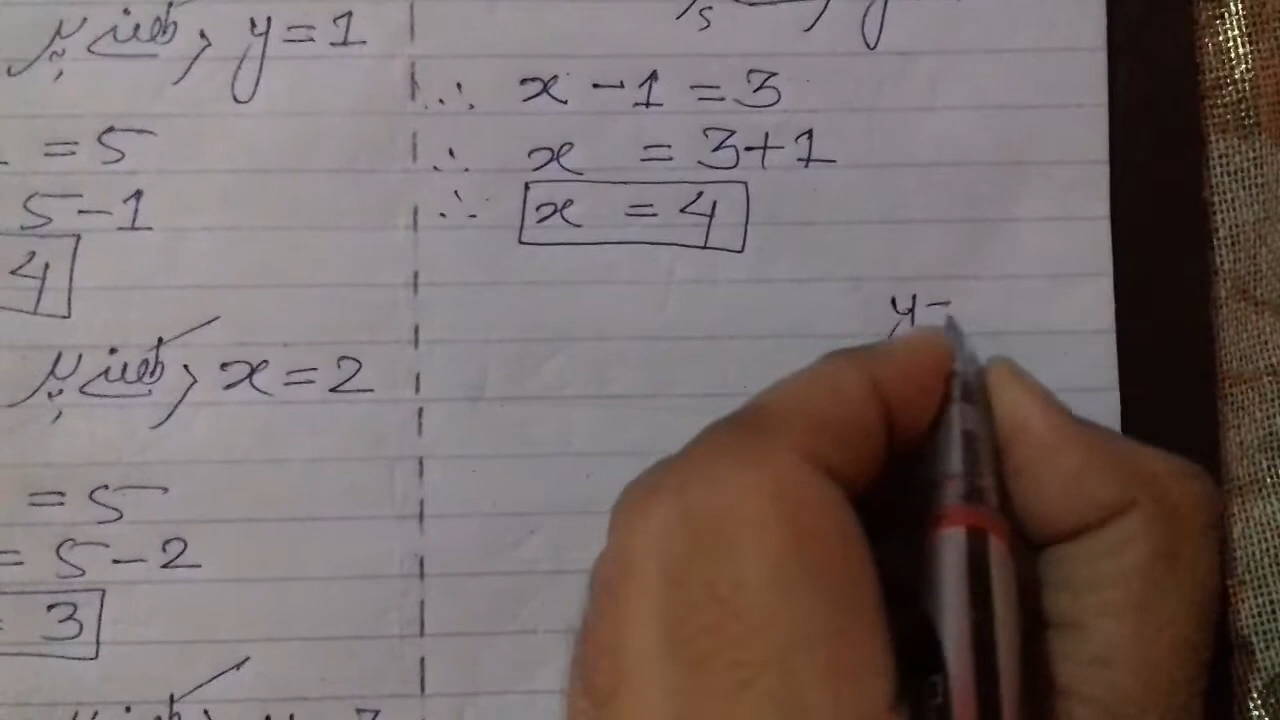 y = 1 رکھنے پر
= 5
5 - 1
4
x = 2 رکھنے پر
= 5
= 5 - 2
= 3
∴ x - 1 = 3
∴ x = 3 + 1
∴ x = 4
y -